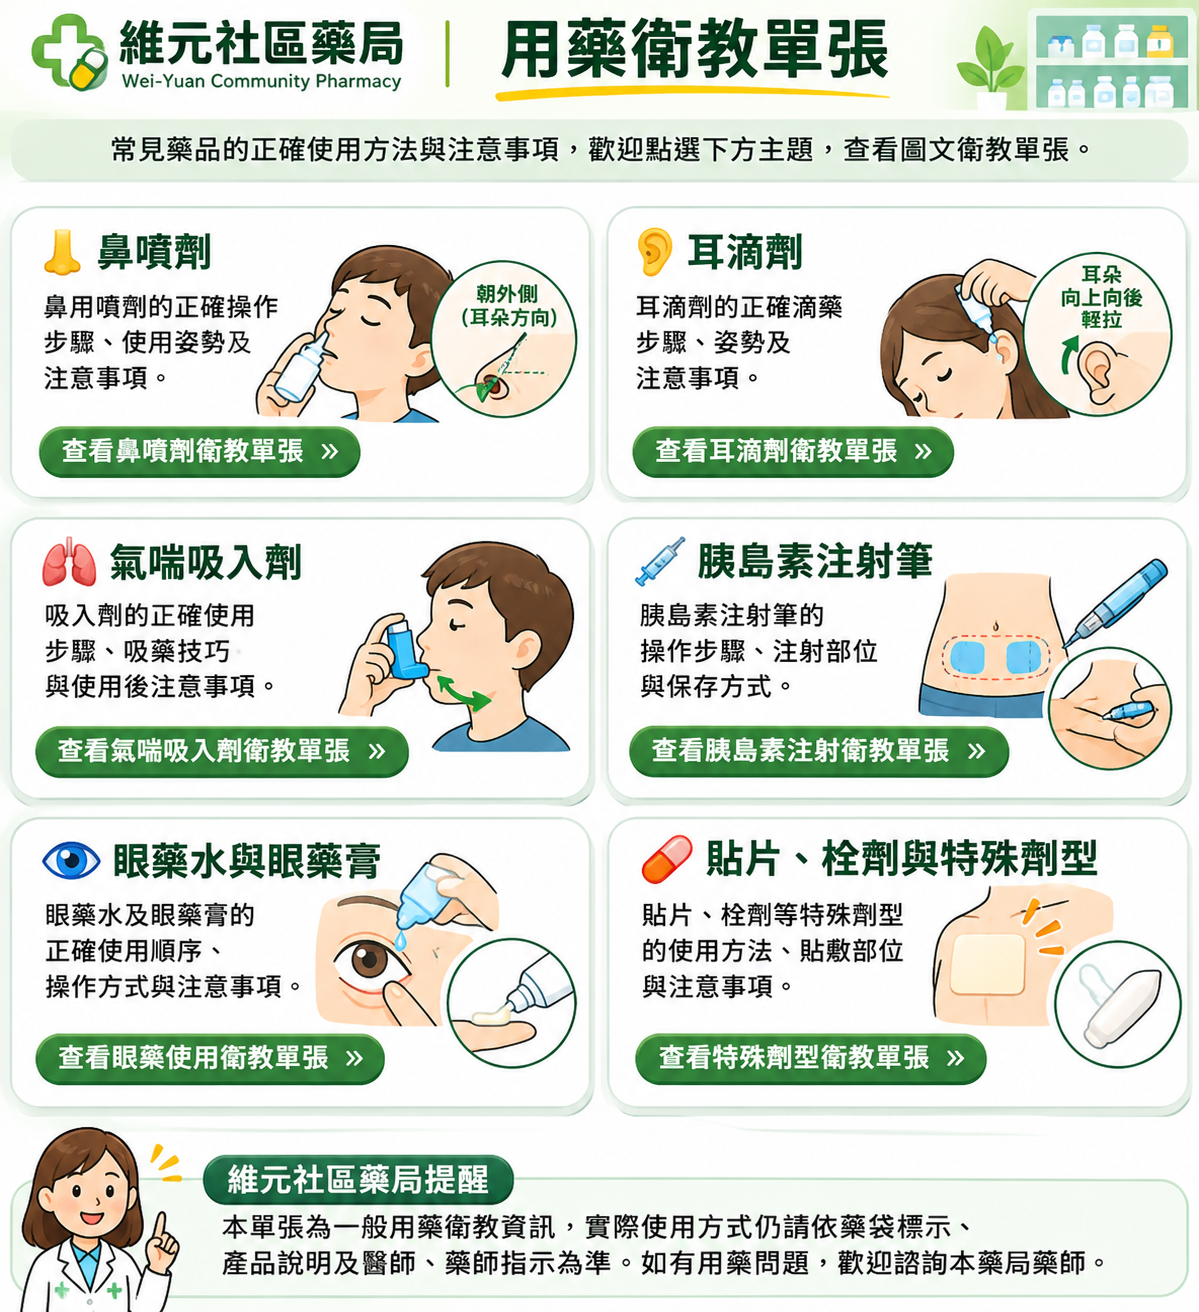 維元社區藥局
Wei-Yuan Community Pharmacy
用藥衛教單張
常見藥品的正確使用方法與注意事項，歡迎點選下方主題，查看圖文衛教單張。
鼻噴劑
鼻用噴劑的正確操作
步驟、使用姿勢及
注意事項。
朝外側
(耳朵方向)
查看鼻噴劑衛教單張 »
耳滴劑
耳滴劑的正確滴藥
步驟、姿勢及
注意事項。
耳朵
向上向後
輕拉
查看耳滴劑衛教單張 »
氣喘吸入劑
吸入劑的正確使用
步驟、吸藥技巧
與使用後注意事項。
查看氣喘吸入劑衛教單張 »
胰島素注射筆
胰島素注射筆的
操作步驟、注射部位
與保存方式。
查看胰島素注射衛教單張 »
眼藥水與眼藥膏
眼藥水及眼藥膏的
正確使用順序、
操作方式與注意事項。
查看眼藥使用衛教單張 »
貼片、栓劑與特殊劑型
貼片、栓劑等特殊劑型
的使用方法、貼敷部位
與注意事項。
查看特殊劑型衛教單張 »
維元社區藥局提醒
本單張為一般用藥衛教資訊，實際使用方式仍請依藥袋標示、
產品說明及醫師、藥師指示為準。如有用藥問題，歡迎諮詢本藥局藥師。